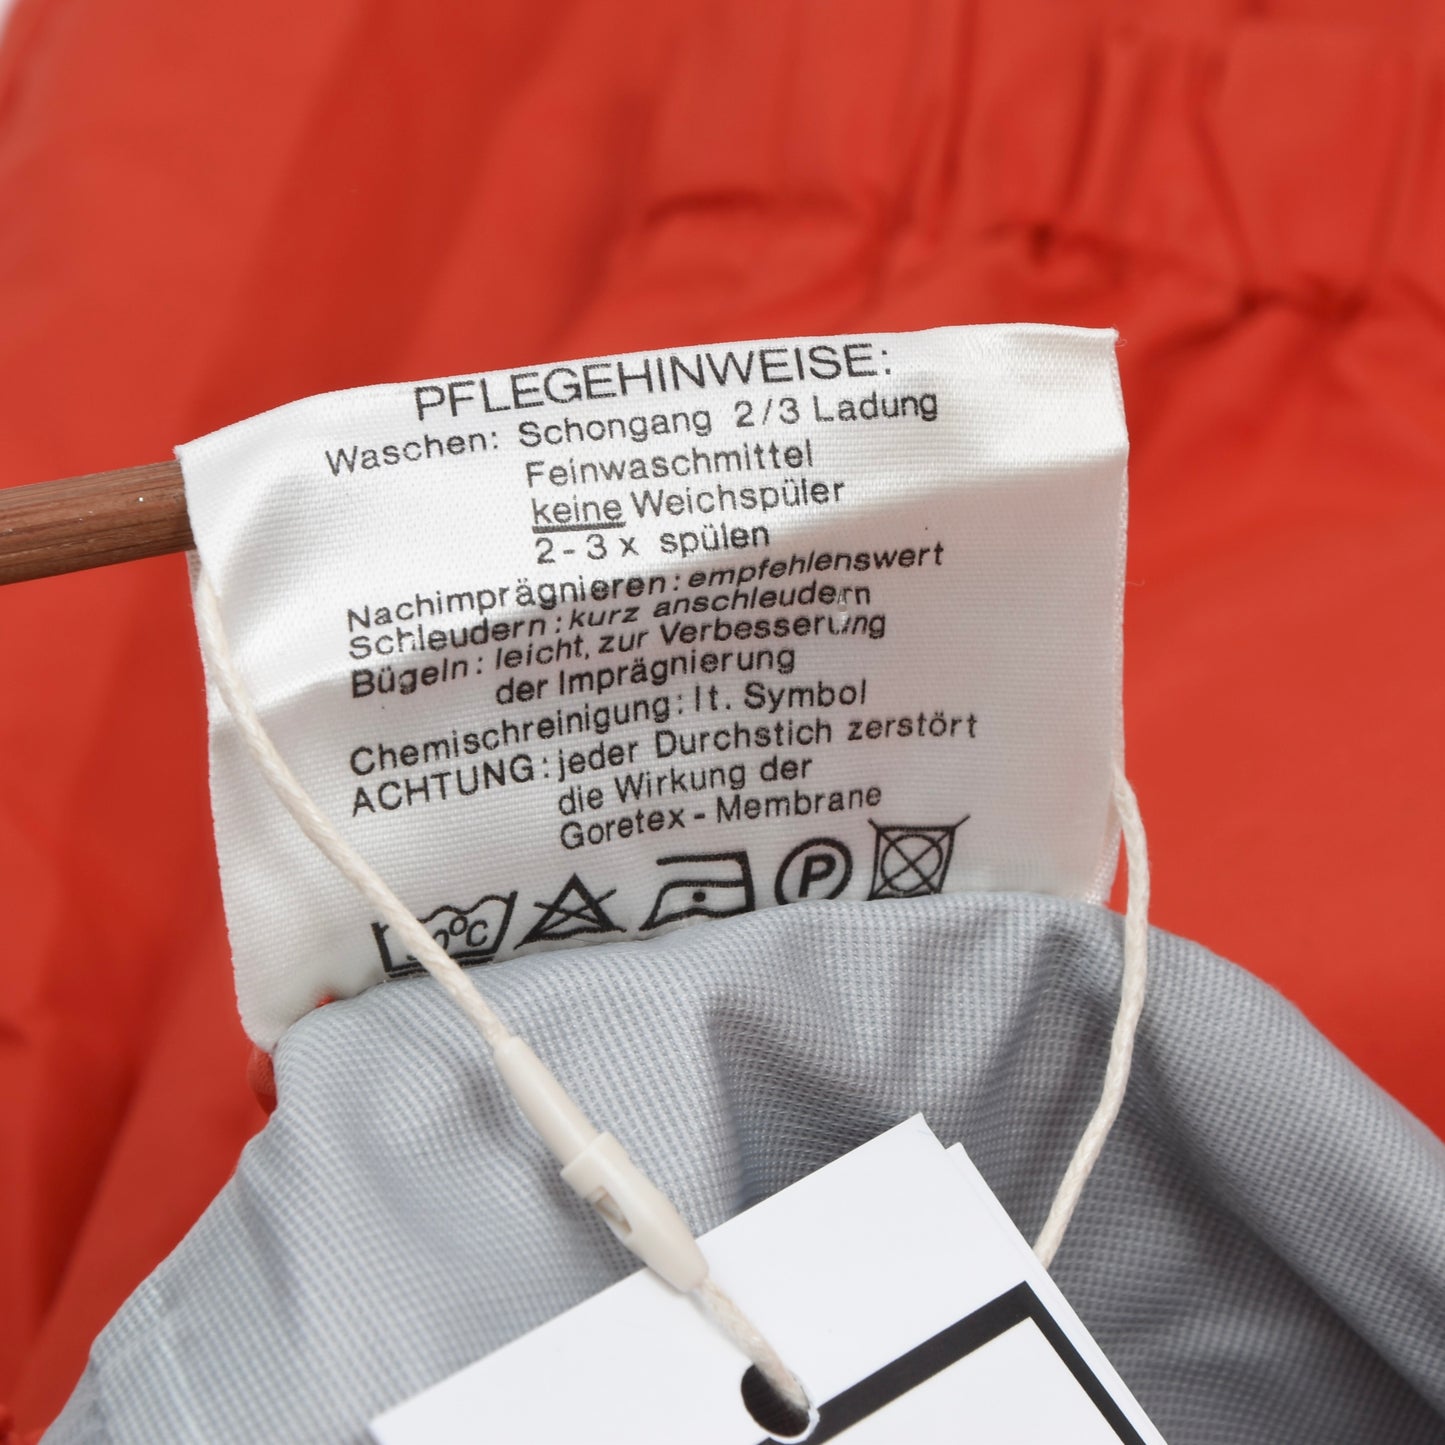 PFLEGEHINWEISE:
Waschen: Schongang 2/3 Ladung
Feinwaschmittel
keine Weichspüler
2-3 x spülen
Nachimprägnieren: empfehlenswert
Schleudern: kurz anschleudern
Bügeln: leicht, zur Verbesserung
der Imprägnierung
Chemischreinigung: lt. Symbol
ACHTUNG: jeder Durchstich zerstört
die Wirkung der
Goretex-Membrane
P